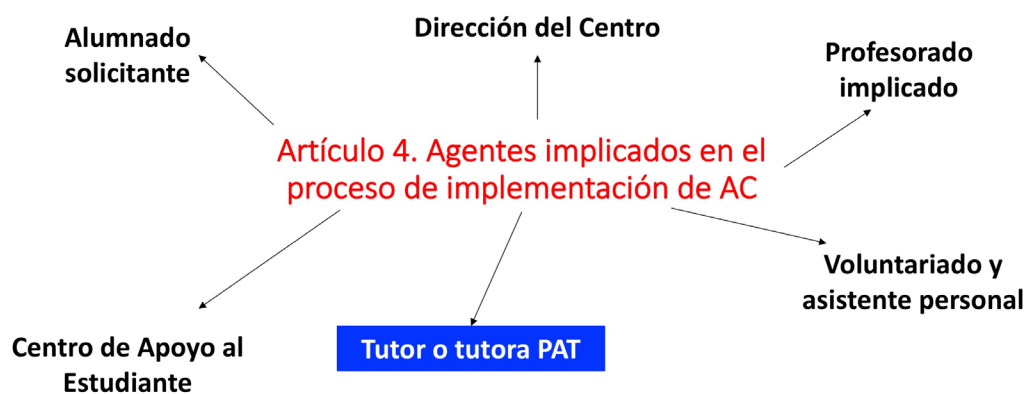 Alumnado
solicitante
Dirección del Centro
Profesorado
implicado
Artículo 4. Agentes implicados en el
proceso de implementación de AC
Voluntariado y
asistente personal
Centro de Apoyo al
Estudiante
Tutor o tutora PAT